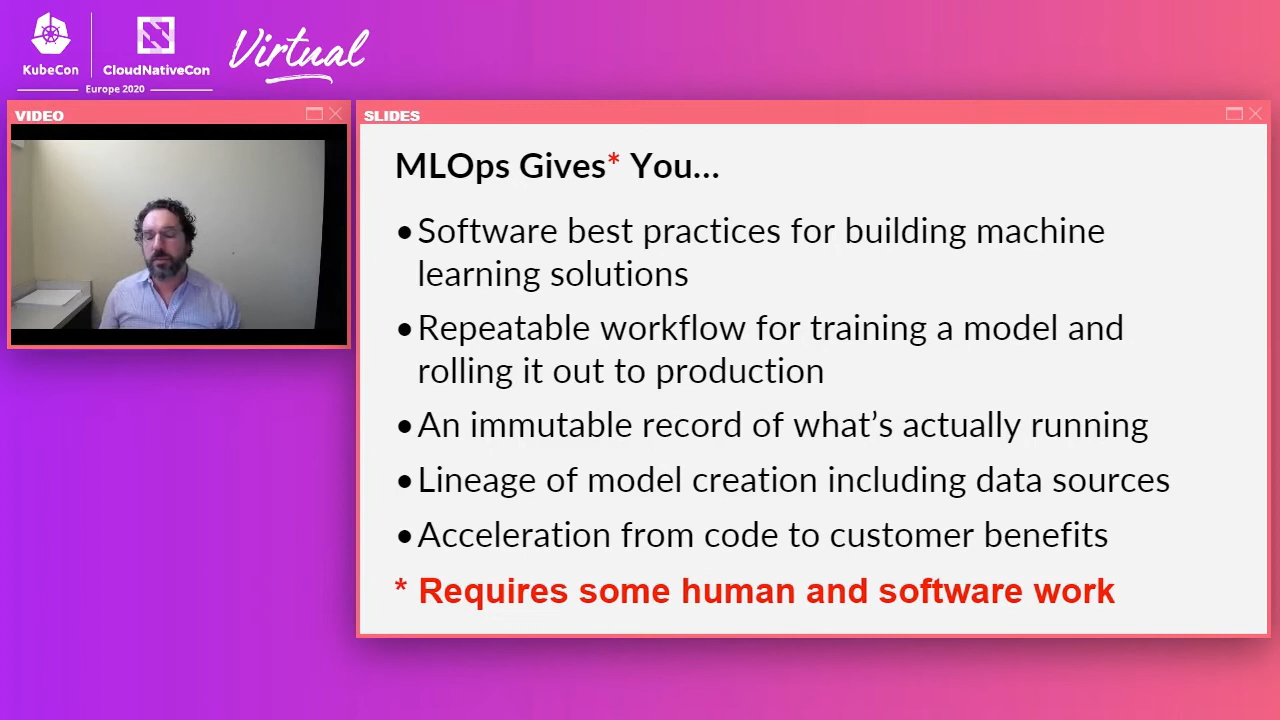 KubeCon
CloudNativeCon
Europe 2020
Virtual
VIDEO
SLIDES
MLOps Gives* You...
•Software best practices for building machine
learning solutions
•Repeatable workflow for training a model and
rolling it out to production
•An immutable record of what’s actually running
•Lineage of model creation including data sources
•Acceleration from code to customer benefits
* Requires some human and software work